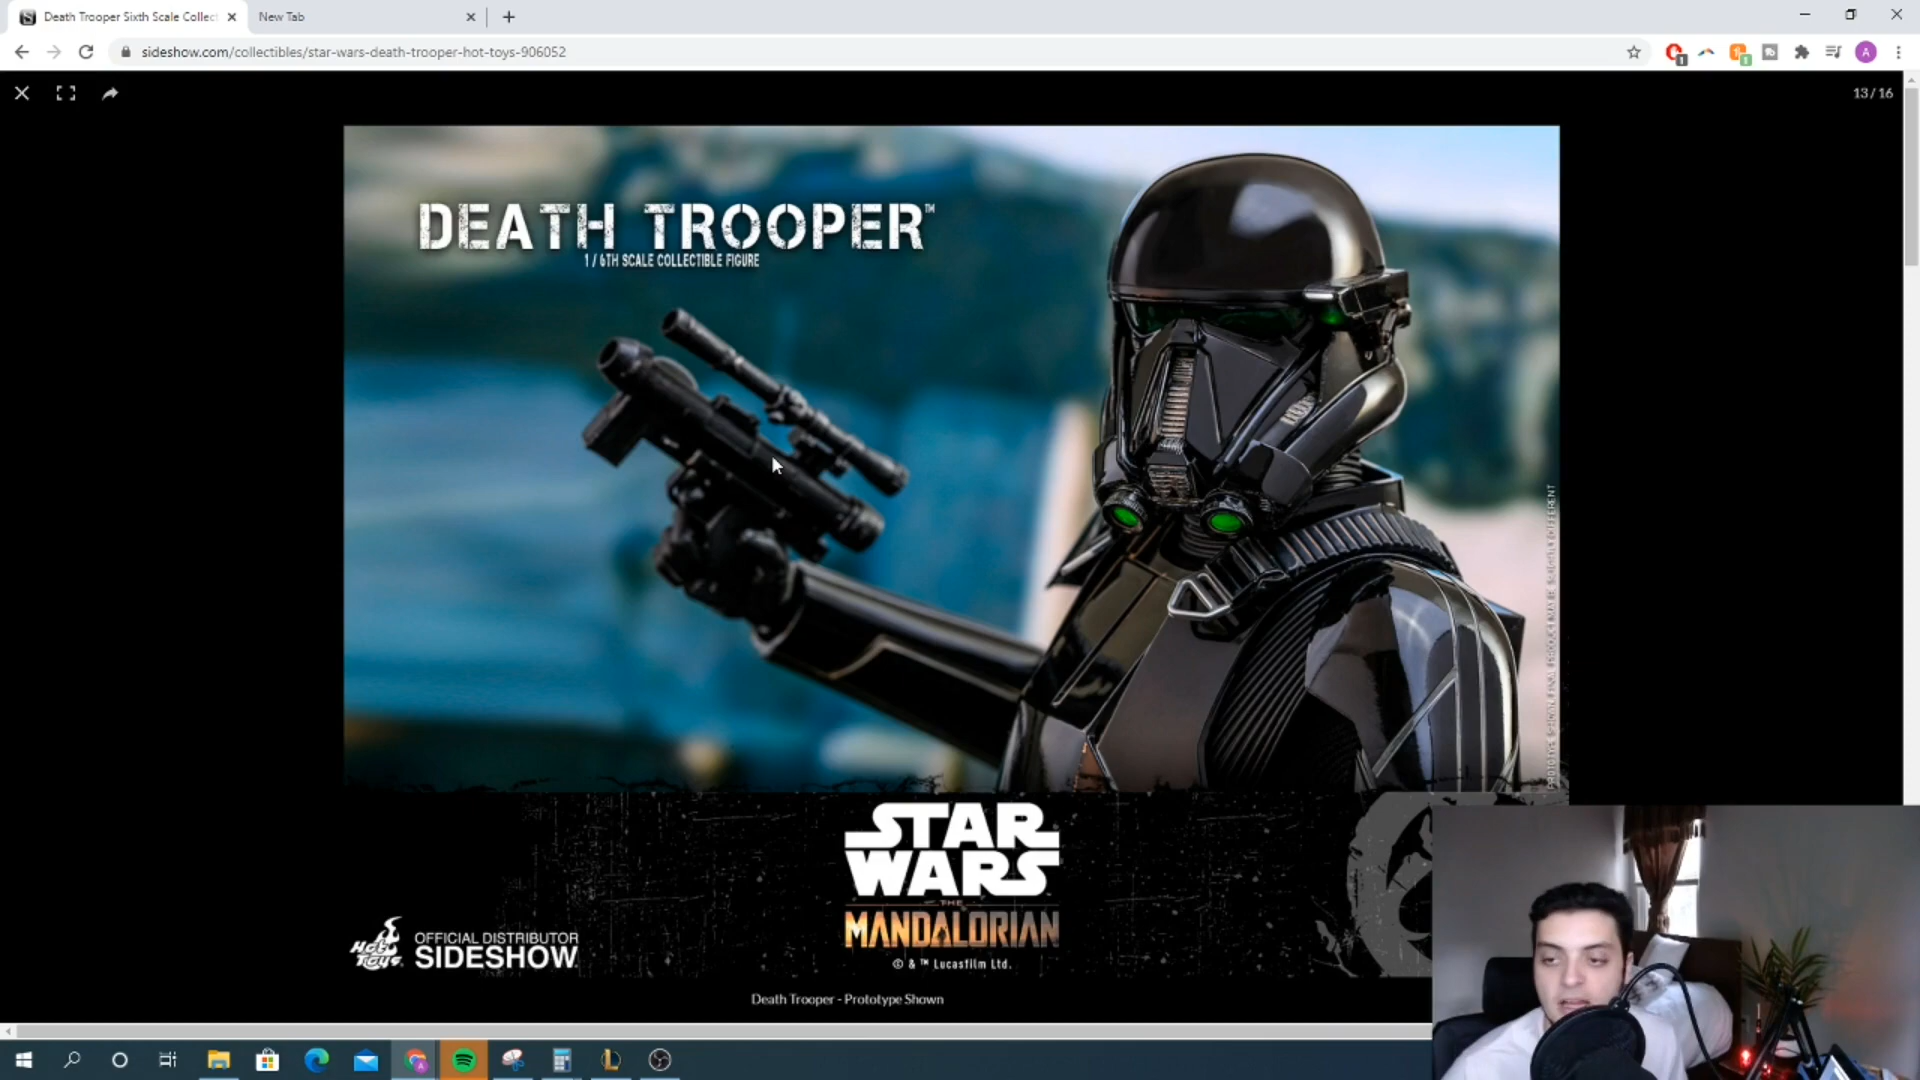 Death Trooper Sixth Scale Collect
New Tab
sideshow.com/collectibles/star-wars-death-trooper-hot-toys-906052
A
13 / 16
DEATH TROOPER™
1 / 6TH SCALE COLLECTIBLE FIGURE
STAR
WARS
THE
MANDALORIAN
© & ™ Lucasfilm Ltd.
Hot
Toys
OFFICIAL DISTRIBUTOR
SIDESHOW
Death Trooper - Prototype Shown